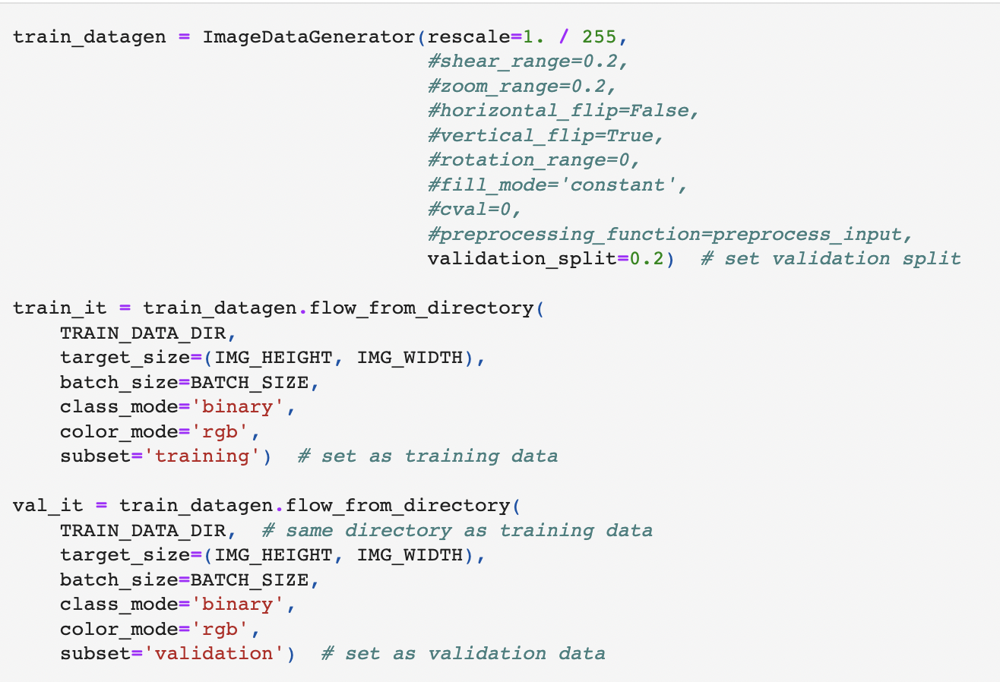 train_datagen = ImageDataGenerator(rescale=1. / 255,
                                   #shear_range=0.2,
                                   #zoom_range=0.2,
                                   #horizontal_flip=False,
                                   #vertical_flip=True,
                                   #rotation_range=0,
                                   #fill_mode='constant',
                                   #cval=0,
                                   #preprocessing_function=preprocess_input,
                                   validation_split=0.2)  # set validation split

train_it = train_datagen.flow_from_directory(
    TRAIN_DATA_DIR,
    target_size=(IMG_HEIGHT, IMG_WIDTH),
    batch_size=BATCH_SIZE,
    class_mode='binary',
    color_mode='rgb',
    subset='training')  # set as training data

val_it = train_datagen.flow_from_directory(
    TRAIN_DATA_DIR,  # same directory as training data
    target_size=(IMG_HEIGHT, IMG_WIDTH),
    batch_size=BATCH_SIZE,
    class_mode='binary',
    color_mode='rgb',
    subset='validation')  # set as validation data